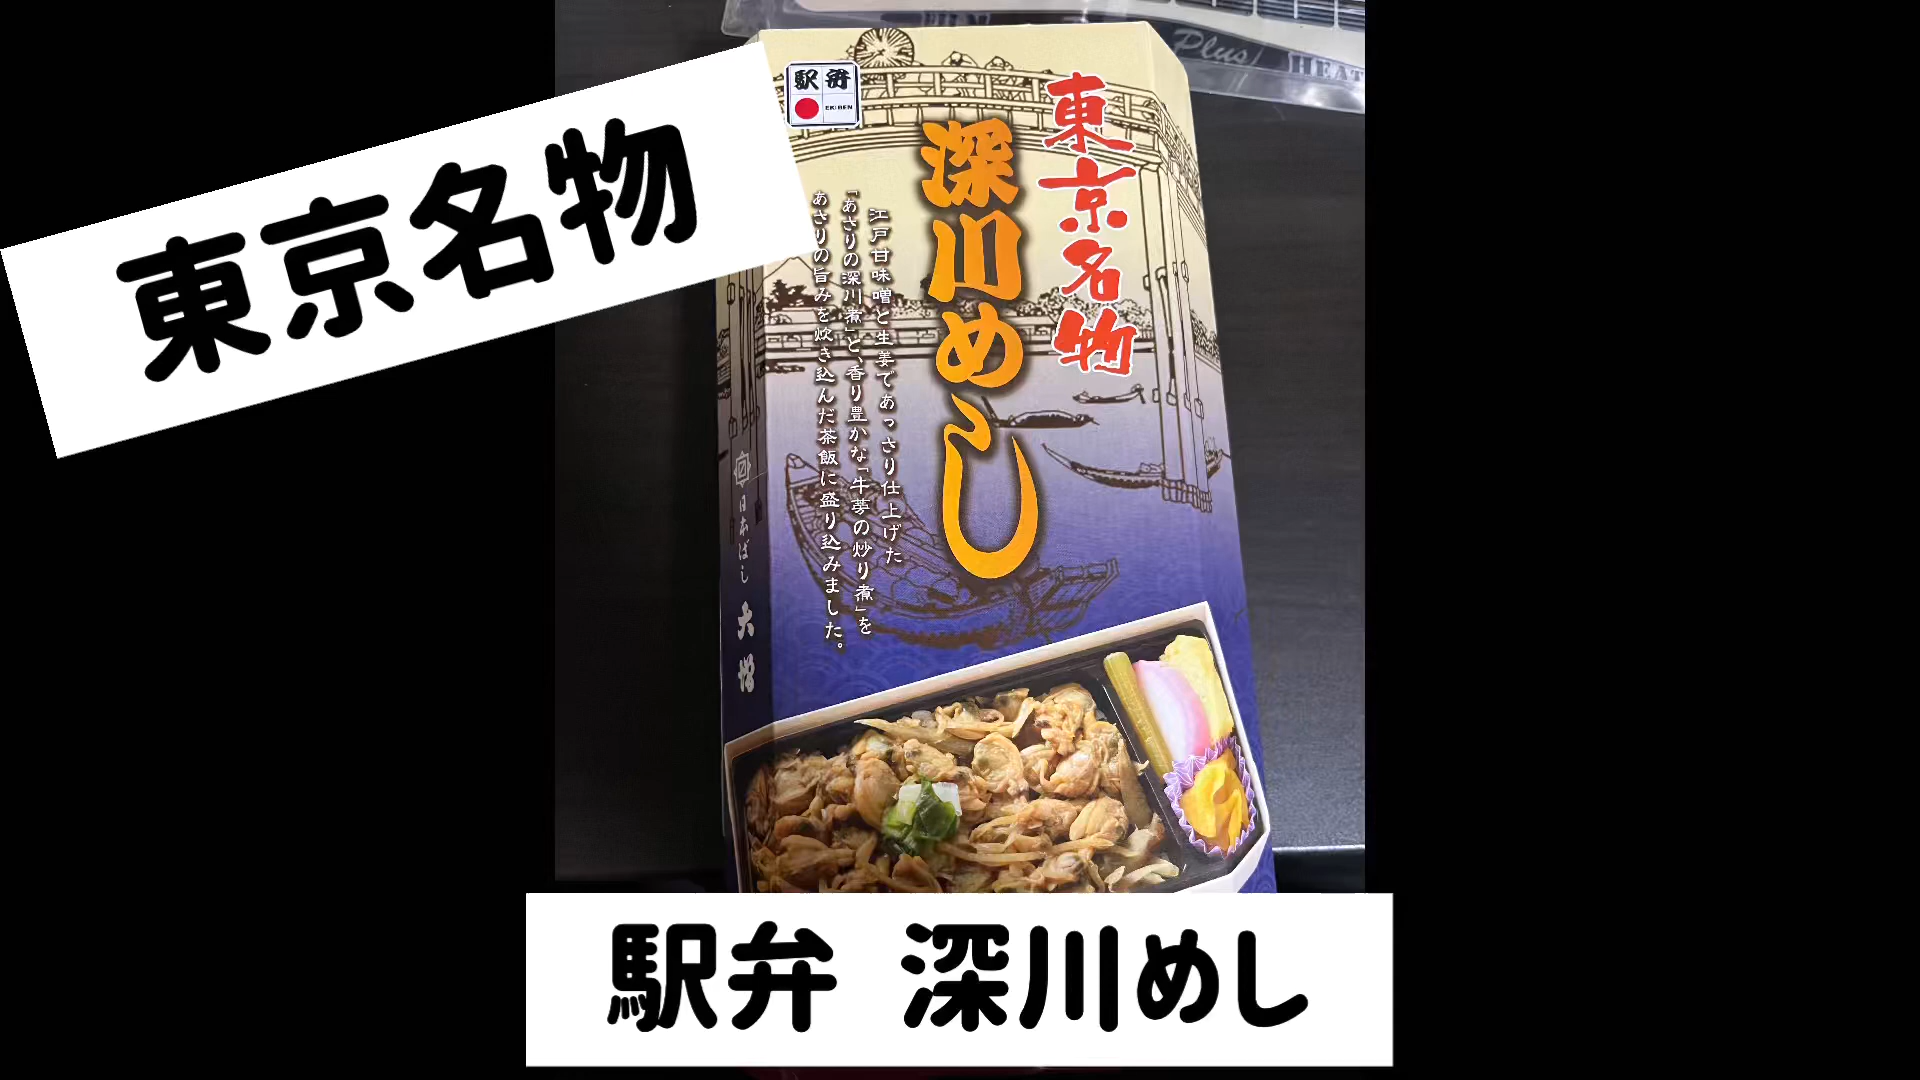 東京名物
駅弁
EKIBEN
東京名物
深川めし
江戸甘味噌と生姜であっさり仕上げた
「あさりの深川煮」と、香り豊かな「牛蒡の炒り煮」を
あさりの旨みを炊き込んだ茶飯に盛り込みました。
日本ばし
大増
Plus
HEAT
駅弁 深川めし